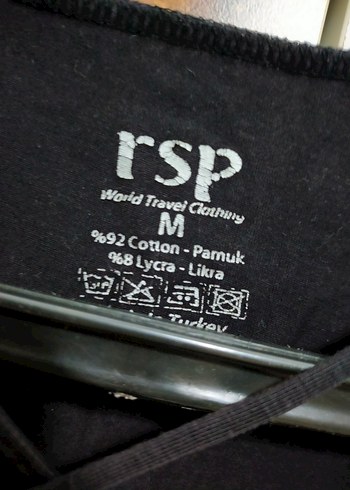 rsp
World Travel Clothing
M
%92 Cotton - Pamuk
%8 Lycra - Likra
Turkey